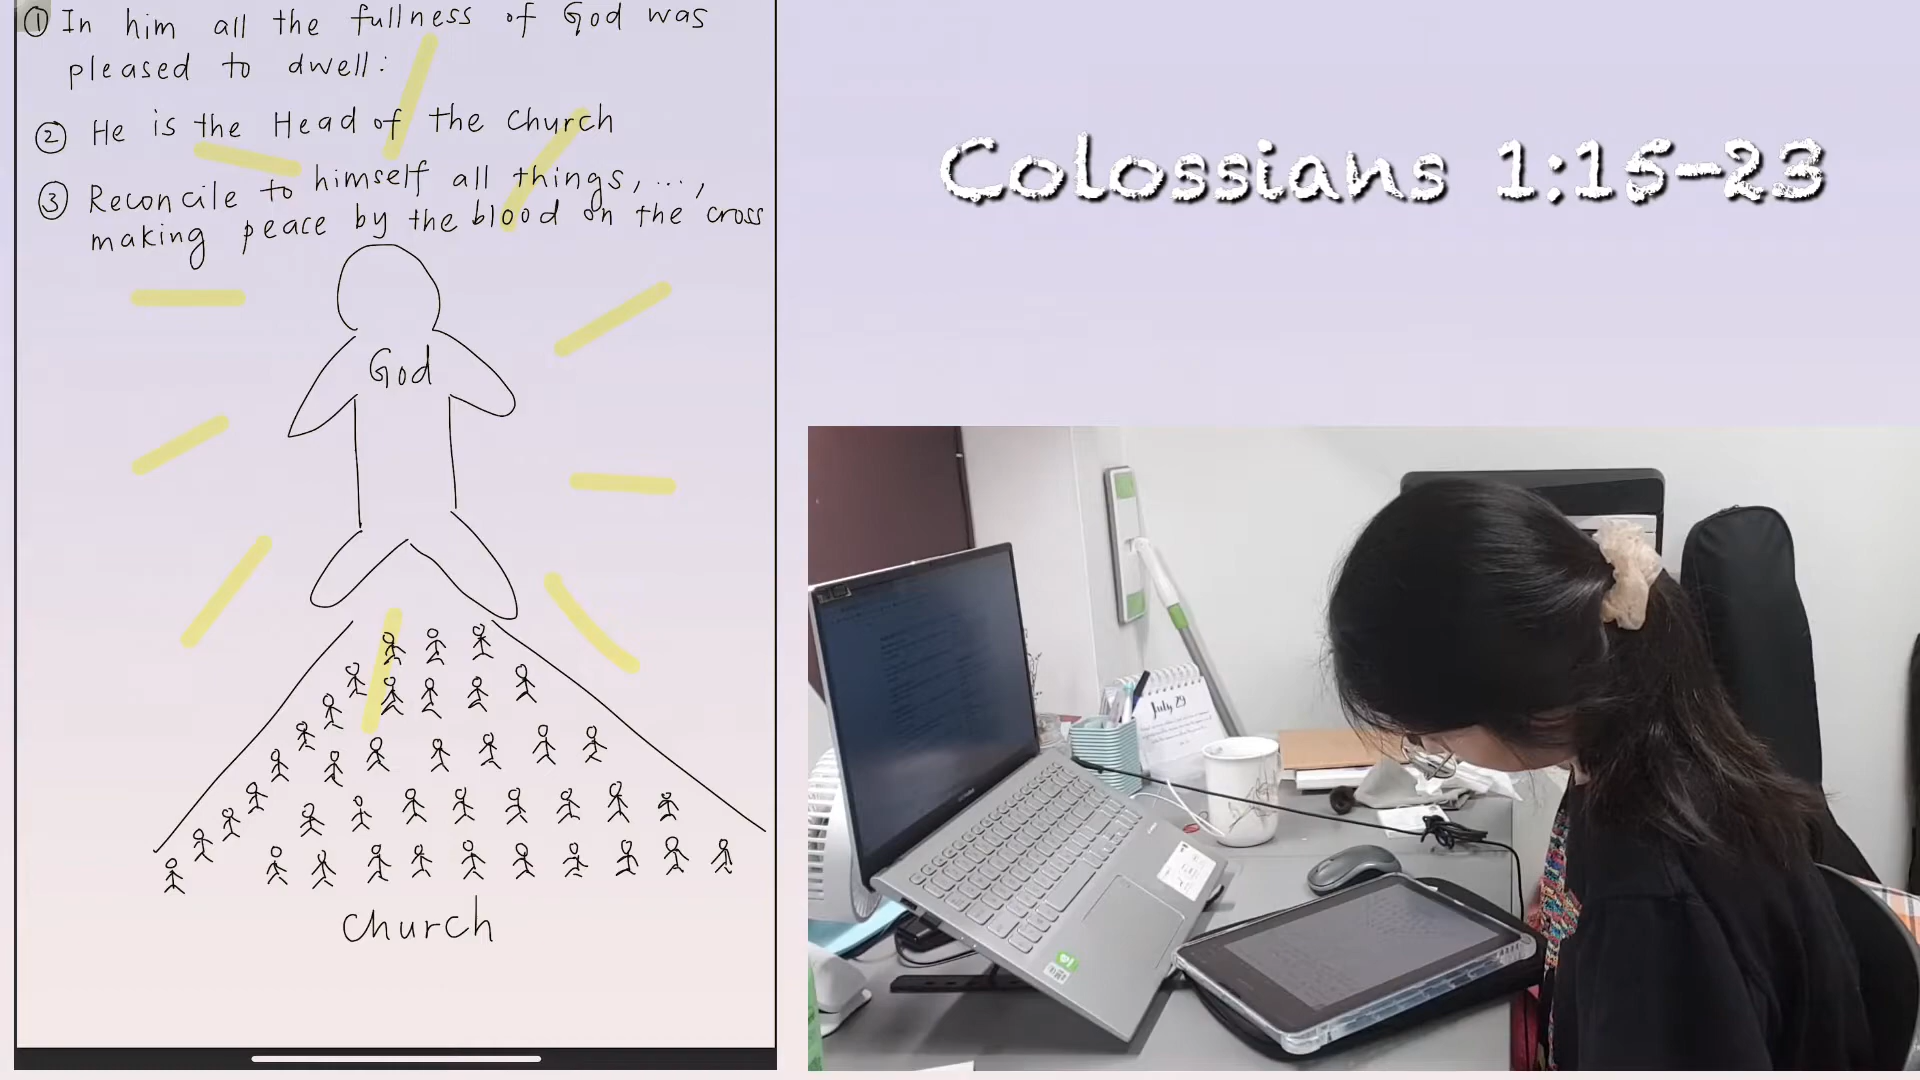 ① In him all the fullness of God was
pleased to dwell:
② He is the Head of the Church
③ Reconcile to himself all things, ...,
making peace by the blood on the cross
God
Church
Colossians 1:15-23
July 29